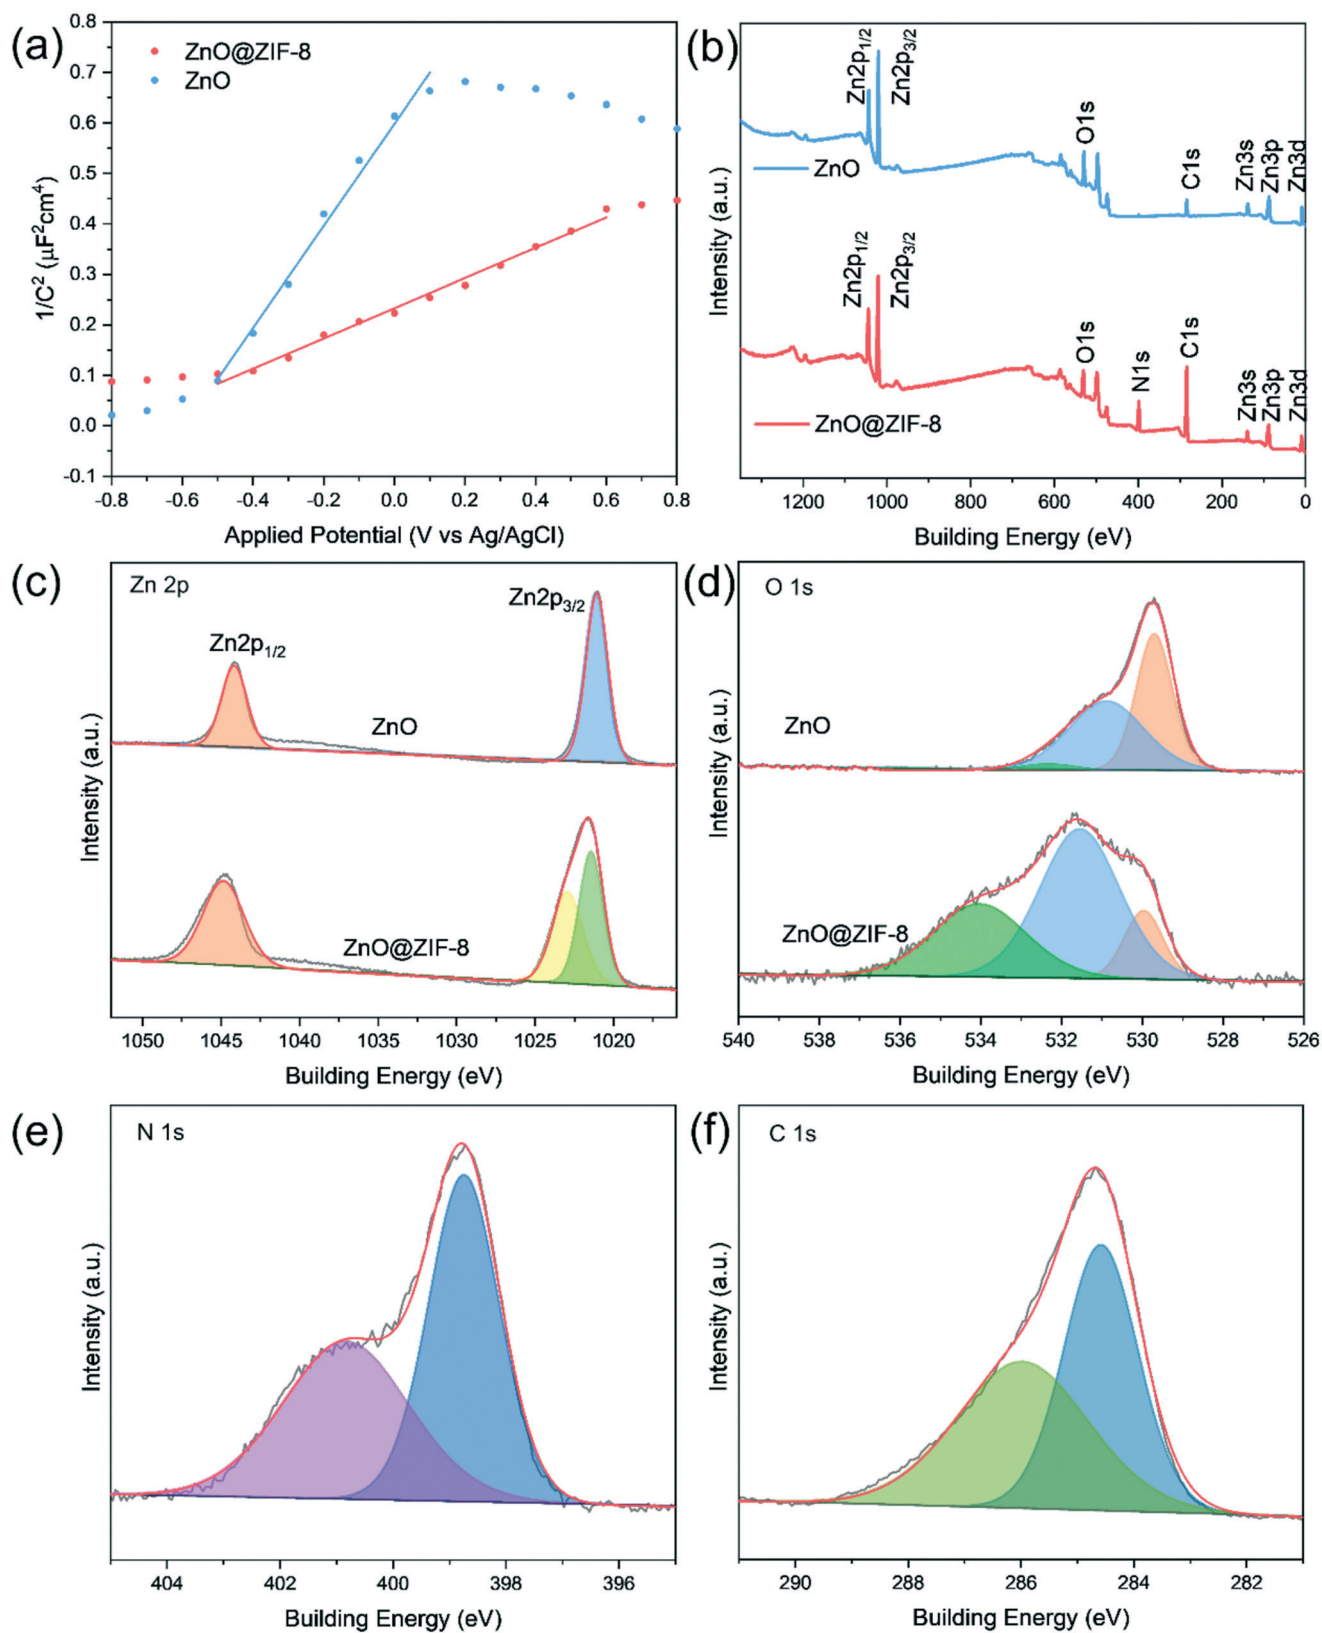 (a)
ZnO@ZIF-8
ZnO
0.8
0.7
0.6
0.5
0.4
0.3
0.2
0.1
0.0
-0.1
1/C² (μF²cm⁴)
-0.8 -0.6 -0.4 -0.2 0.0 0.2 0.4 0.6 0.8
Applied Potential (V vs Ag/AgCl)
(b)
Zn2p1/2
Zn2p3/2
O1s
C1s
Zn3s
Zn3p
Zn3d
ZnO
Zn2p1/2
Zn2p3/2
O1s
N1s
C1s
Zn3s
Zn3p
Zn3d
ZnO@ZIF-8
Intensity (a.u.)
1200 1000 800 600 400 200 0
Building Energy (eV)
(c)
Zn 2p
Zn2p3/2
Zn2p1/2
ZnO
ZnO@ZIF-8
Intensity (a.u.)
1050 1045 1040 1035 1030 1025 1020
Building Energy (eV)
(d)
O 1s
ZnO
ZnO@ZIF-8
Intensity (a.u.)
540 538 536 534 532 530 528 526
Building Energy (eV)
(e)
N 1s
Intensity (a.u.)
404 402 400 398 396
Building Energy (eV)
(f)
C 1s
Intensity (a.u.)
290 288 286 284 282
Building Energy (eV)